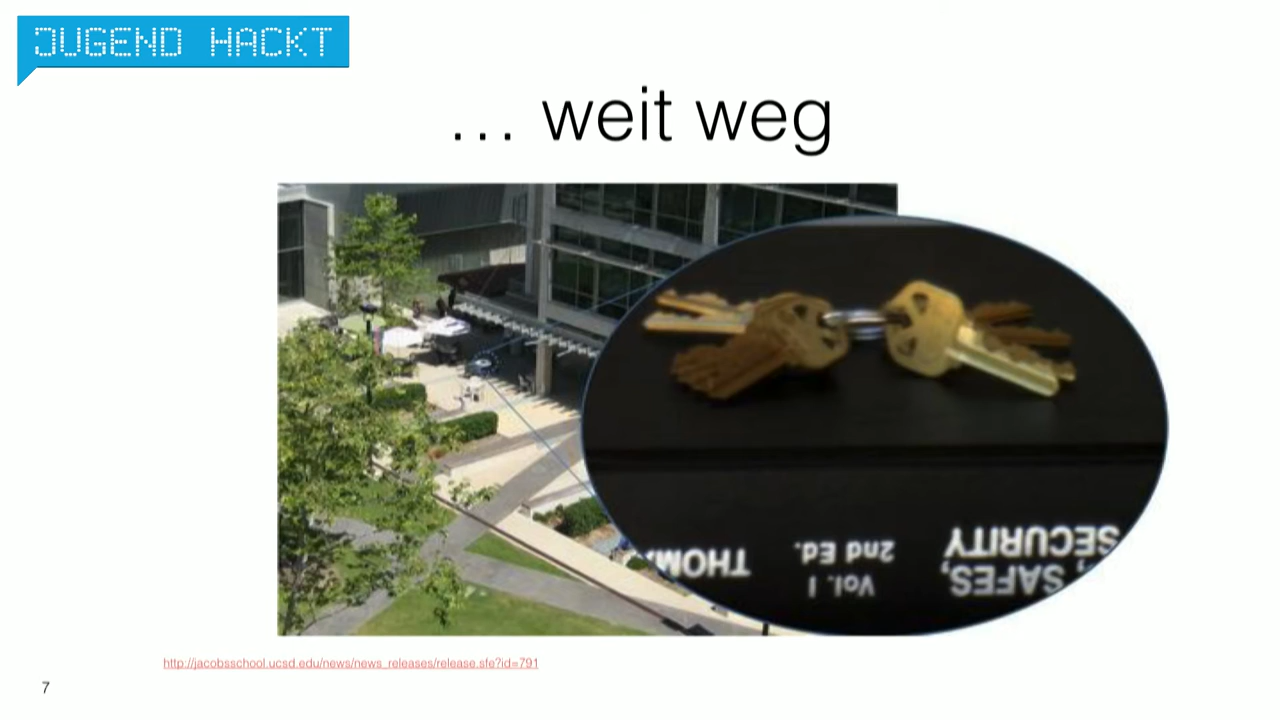 JUGEND HACKT
… weit weg
SECURITY
, SAFES,
2nd Ed.
Vol. I
THOM
http://jacobsschool.ucsd.edu/news/news_releases/release.sfe?id=791
7